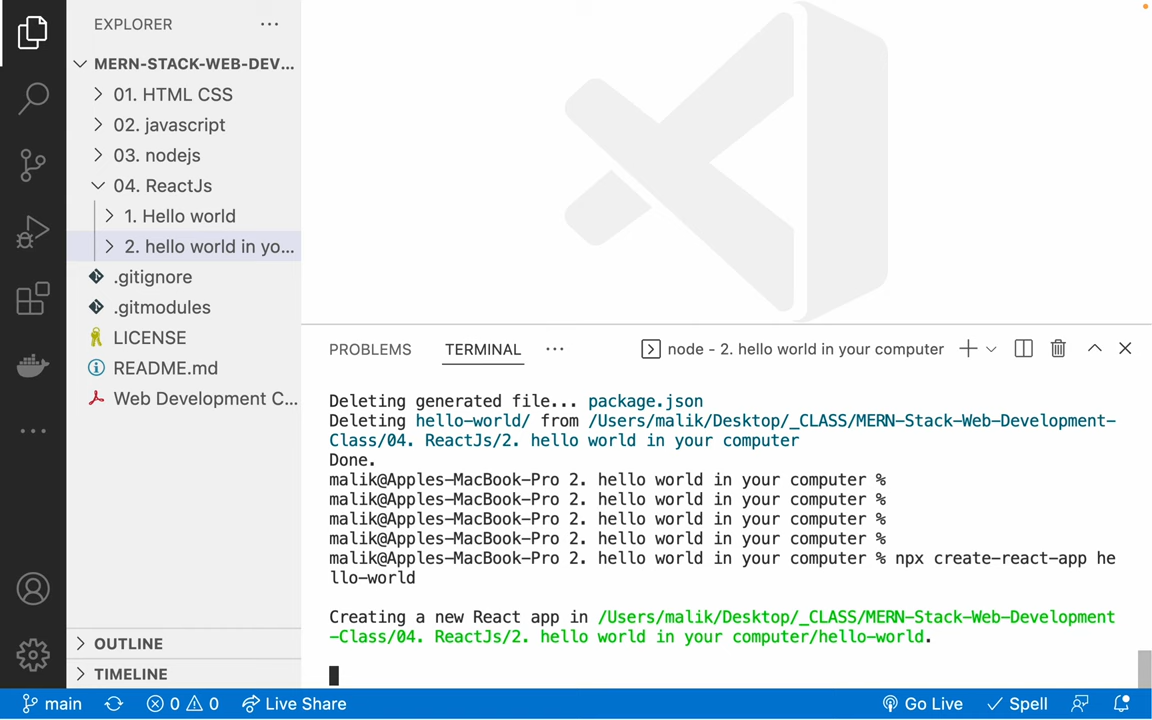 EXPLORER
MERN-STACK-WEB-DEV...
01. HTML CSS
02. javascript
03. nodejs
04. ReactJs
1. Hello world
2. hello world in yo...
.gitignore
.gitmodules
LICENSE
README.md
Web Development C...
OUTLINE
TIMELINE
PROBLEMS TERMINAL ... node - 2. hello world in your computer
Deleting generated file... package.json
Deleting hello-world/ from /Users/malik/Desktop/_CLASS/MERN-Stack-Web-Development-
Class/04. ReactJs/2. hello world in your computer
Done.
malik@Apples-MacBook-Pro 2. hello world in your computer %
malik@Apples-MacBook-Pro 2. hello world in your computer %
malik@Apples-MacBook-Pro 2. hello world in your computer %
malik@Apples-MacBook-Pro 2. hello world in your computer %
malik@Apples-MacBook-Pro 2. hello world in your computer % npx create-react-app he
llo-world
Creating a new React app in /Users/malik/Desktop/_CLASS/MERN-Stack-Web-Development
-Class/04. ReactJs/2. hello world in your computer/hello-world.
main 0 0 Live Share Go Live Spell